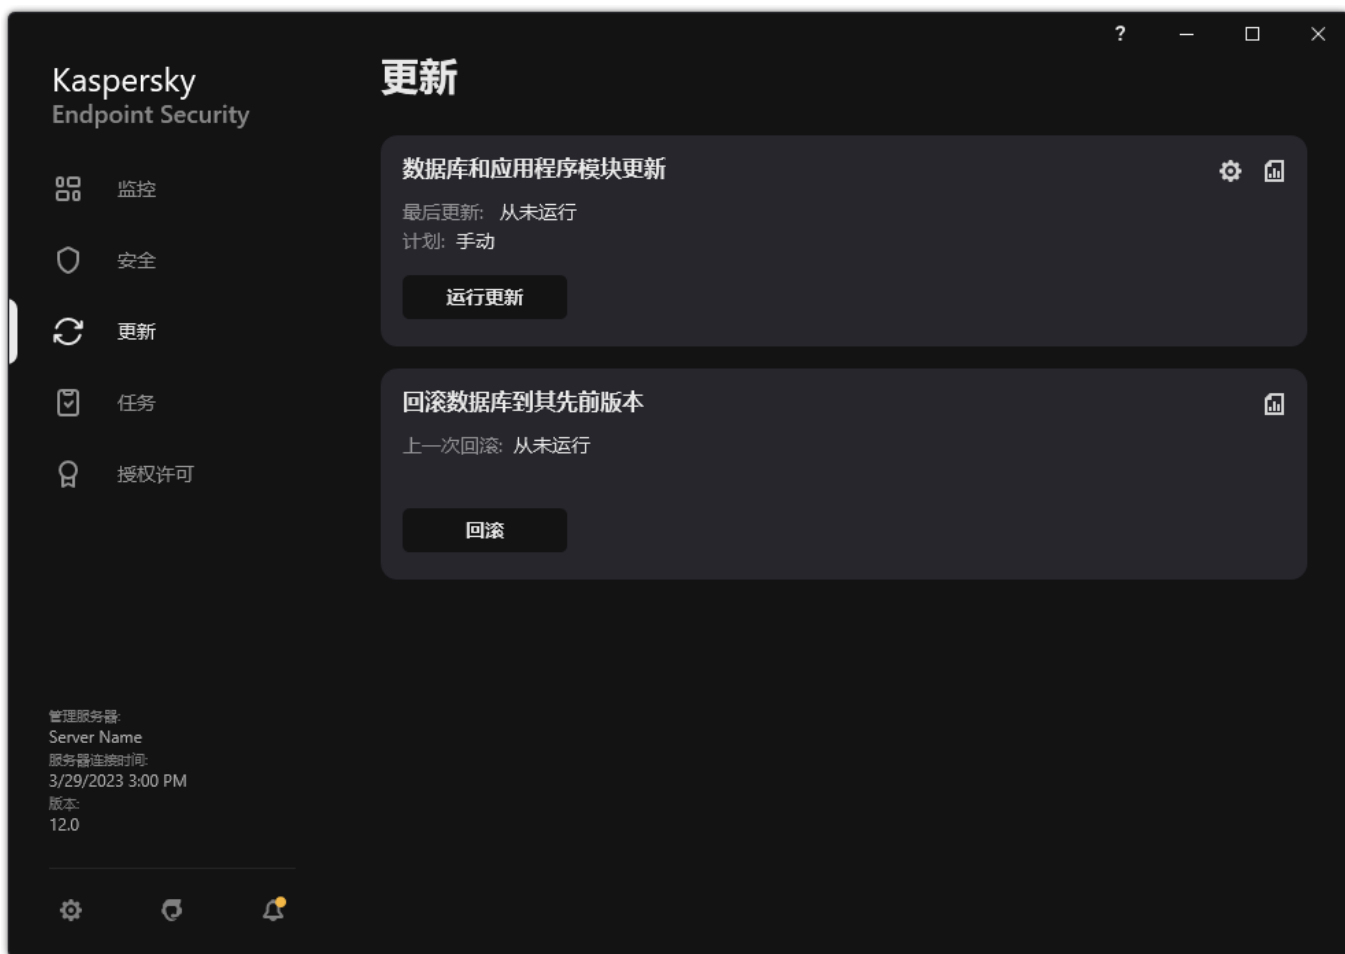 ?
Kaspersky
Endpoint Security
监控
安全
更新
任务
授权许可
管理服务器:
Server Name
服务器连接时间:
3/29/2023 3:00 PM
版本:
12.0
更新
数据库和应用程序模块更新
最后更新: 从未运行
计划: 手动
运行更新
回滚数据库到其先前版本
上一次回滚: 从未运行
回滚